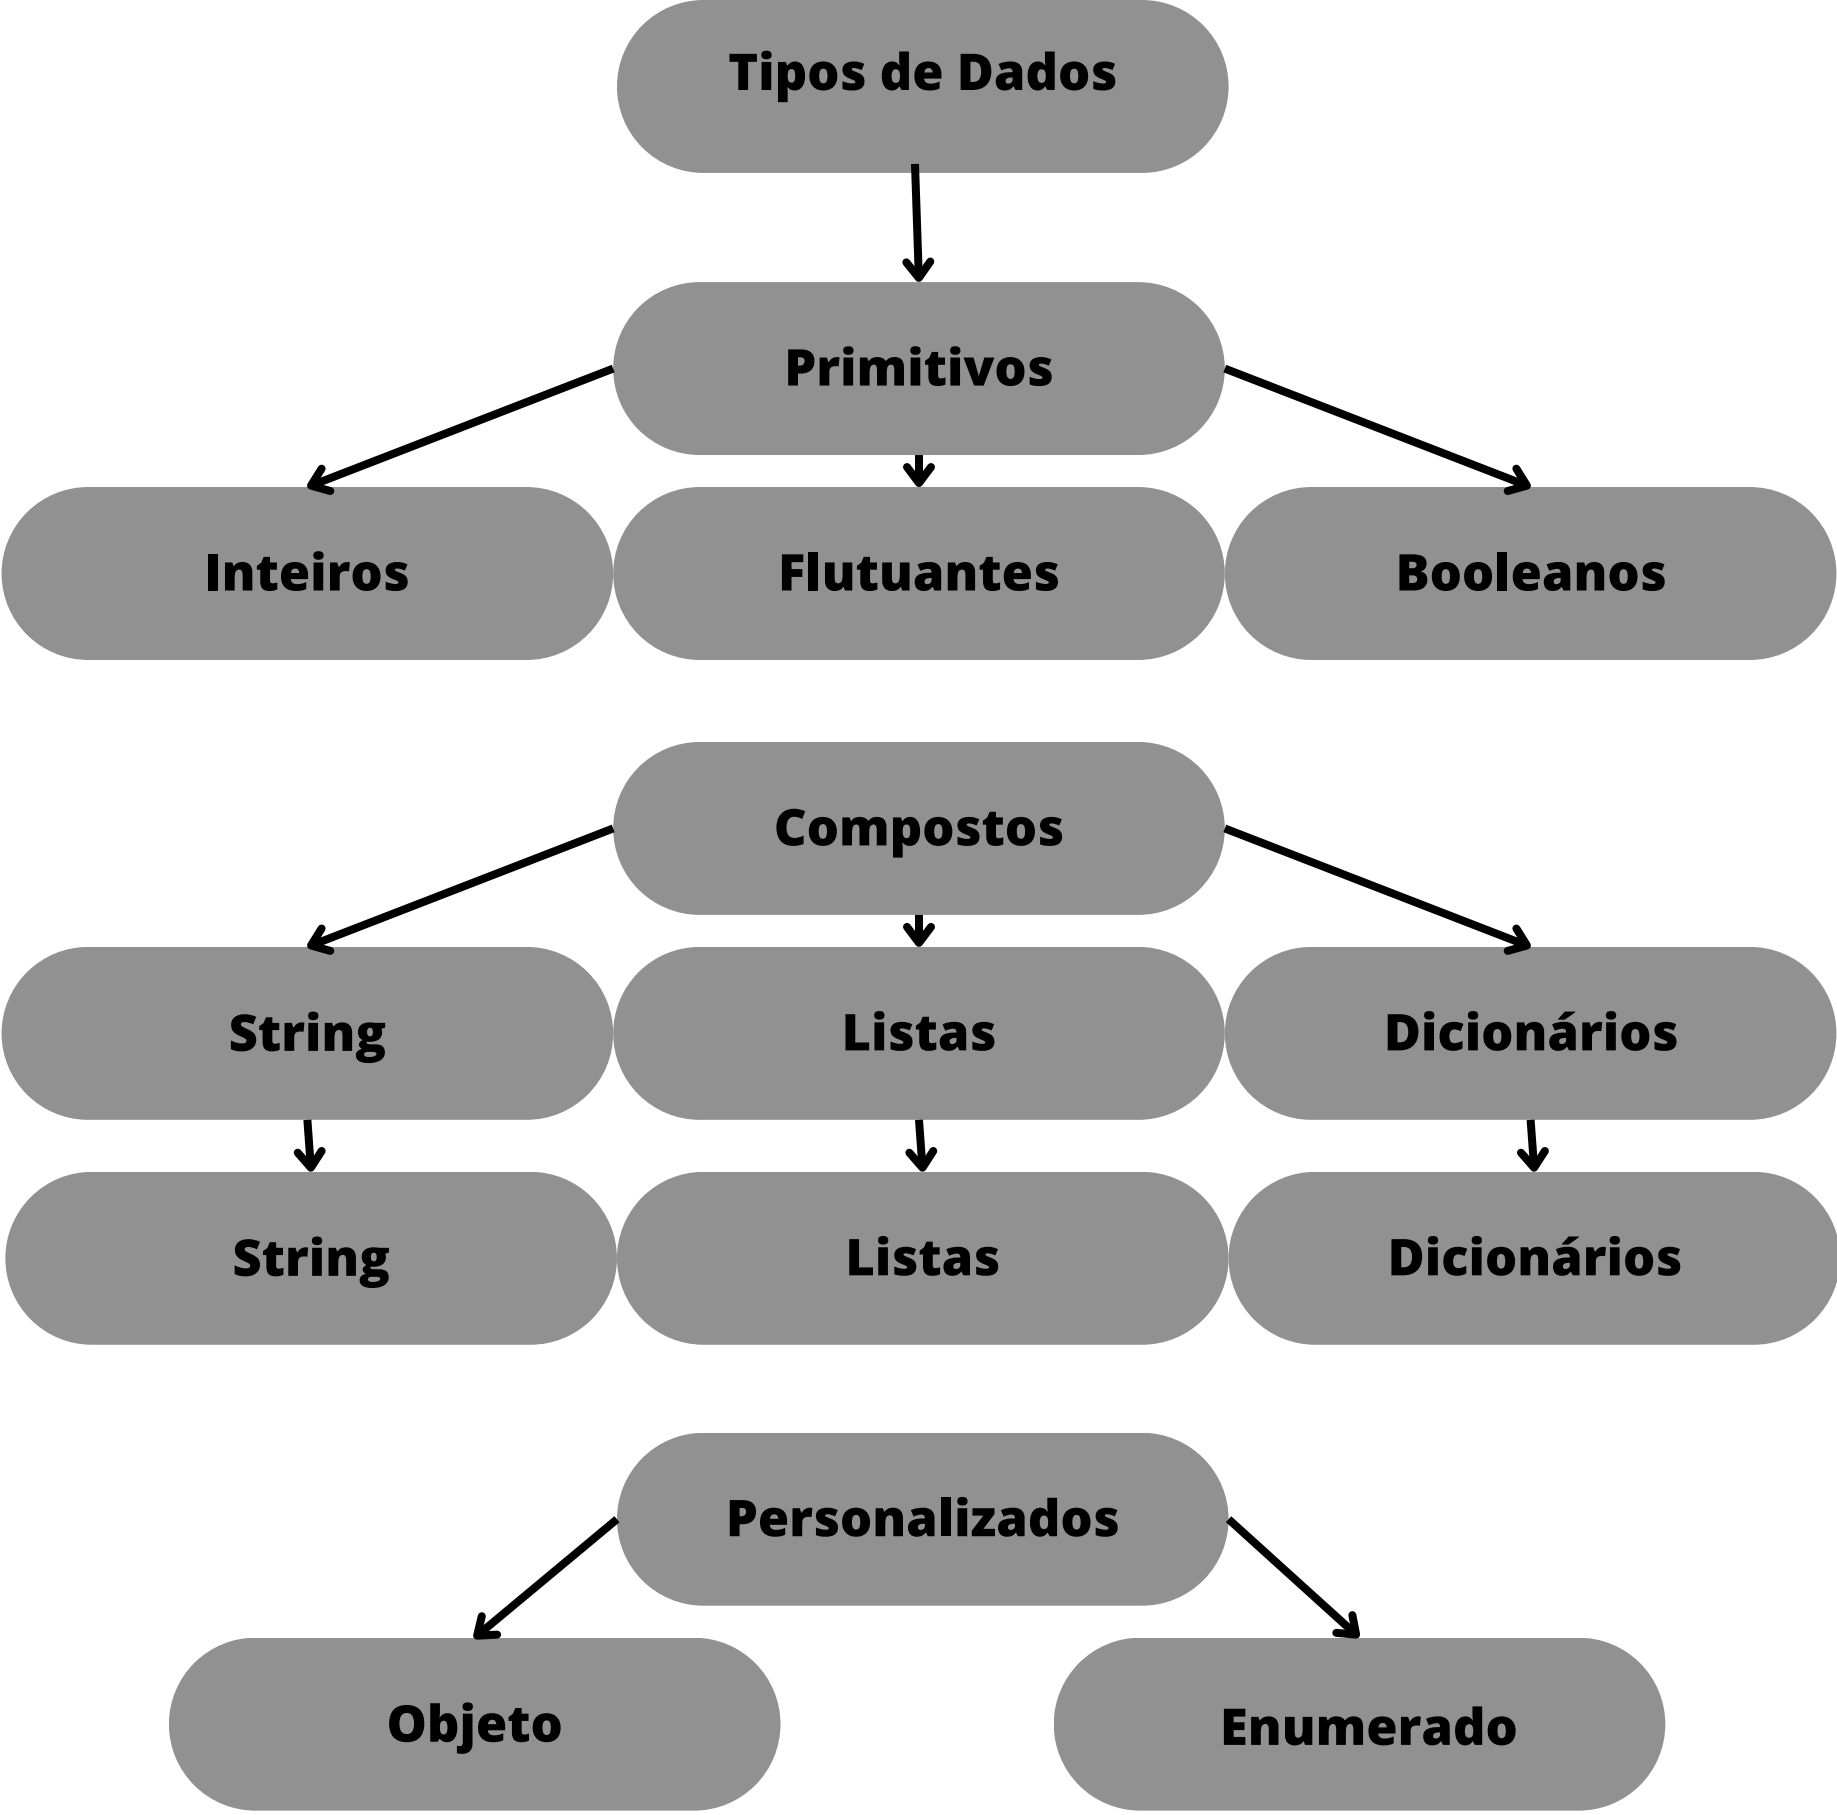 Tipos de Dados
Primitivos
Inteiros
Flutuantes
Booleanos
Compostos
String
Listas
Dicionários
String
Listas
Dicionários
Personalizados
Objeto
Enumerado